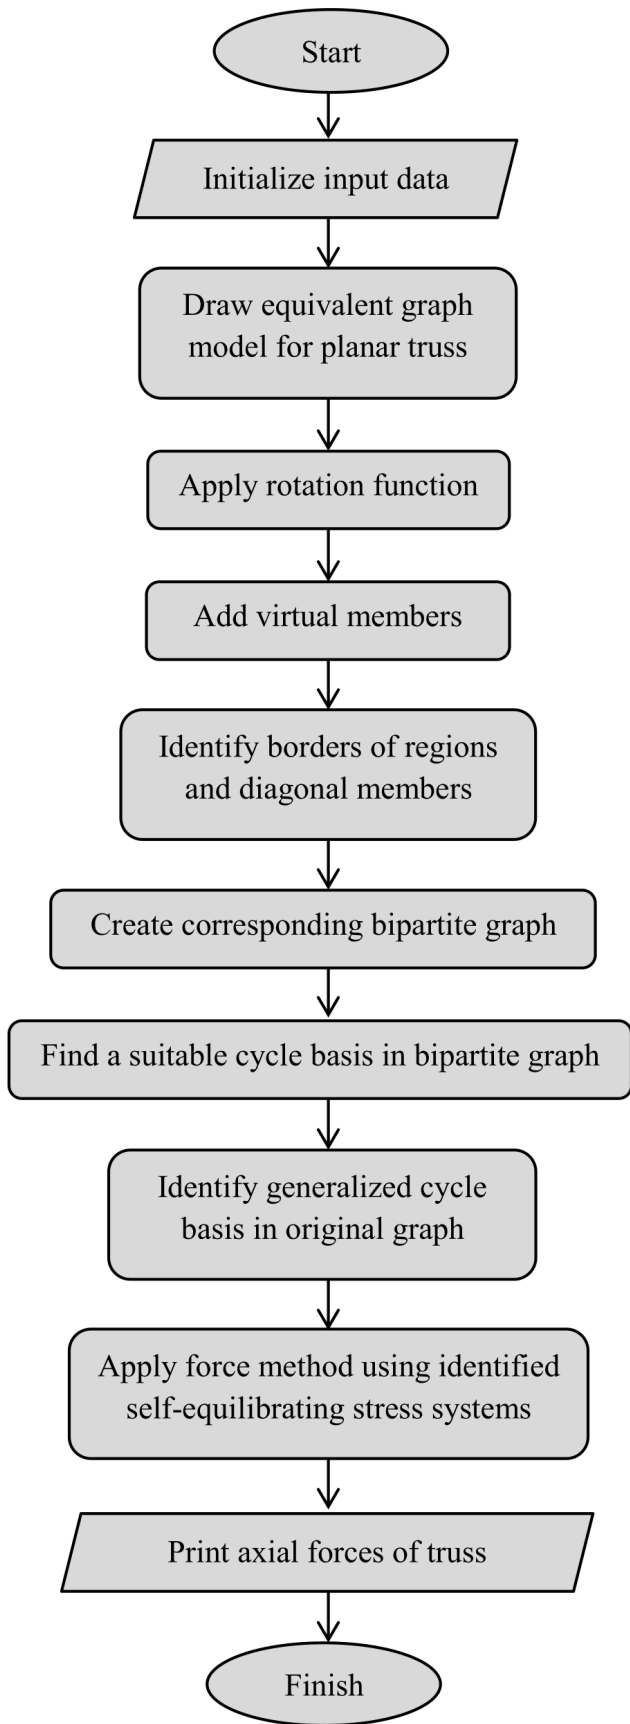 Start
Initialize input data
Draw equivalent graph
model for planar truss
Apply rotation function
Add virtual members
Identify borders of regions
and diagonal members
Create corresponding bipartite graph
Find a suitable cycle basis in bipartite graph
Identify generalized cycle
basis in original graph
Apply force method using identified
self-equilibrating stress systems
Print axial forces of truss
Finish